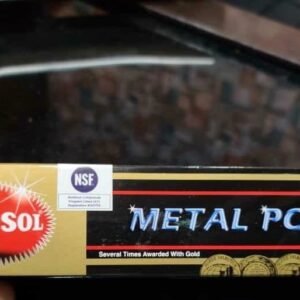 NSF
SOL
METAL PO
Several Times Awarded With Gold